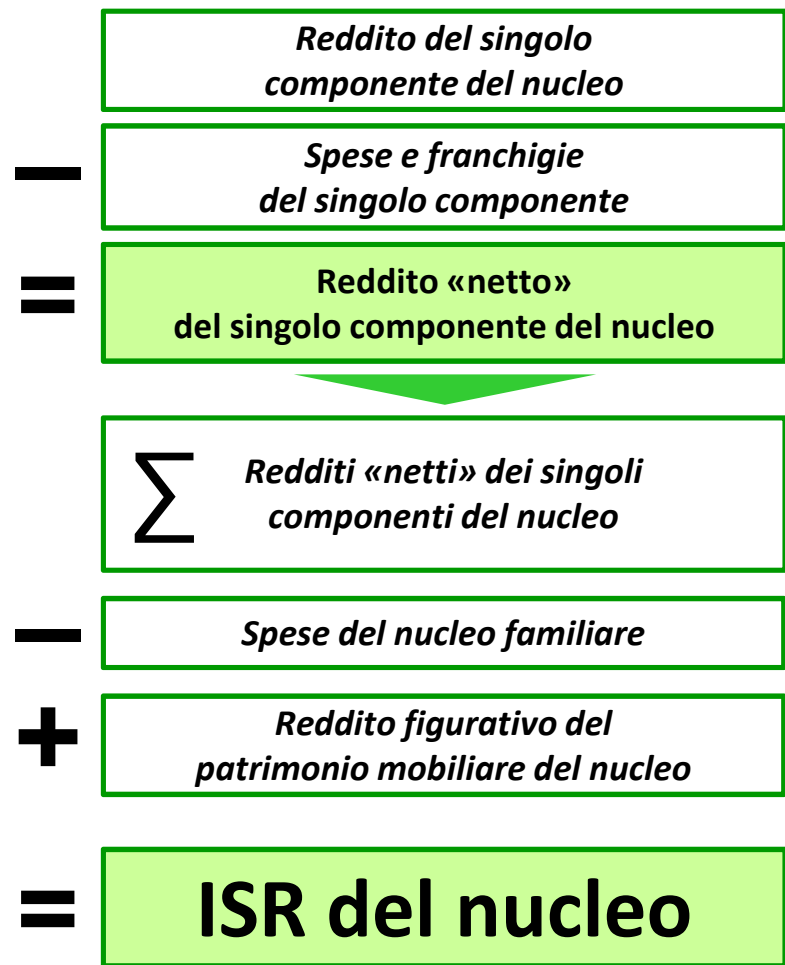 Reddito del singolo
componente del nucleo
— Spese e franchigie
del singolo componente
= Reddito «netto»
del singolo componente del nucleo
∑ Redditi «netti» dei singoli
componenti del nucleo
— Spese del nucleo familiare
+ Reddito figurativo del
patrimonio mobiliare del nucleo
= ISR del nucleo